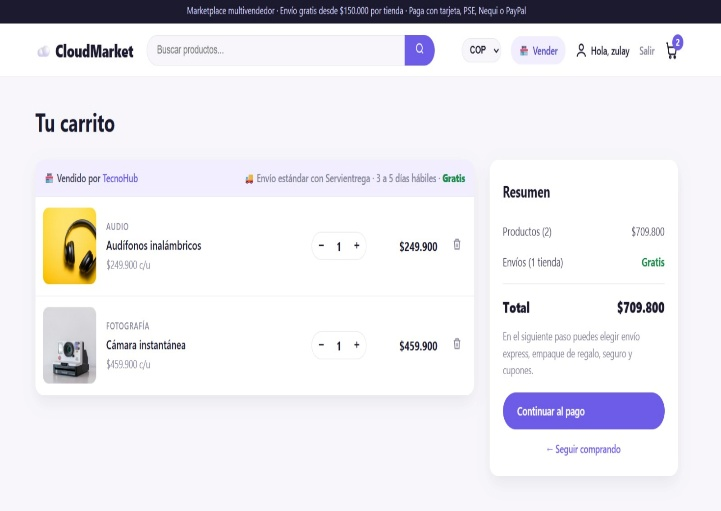 Marketplace multivendedor · Envío gratis desde $150.000 por tienda · Paga con tarjeta, PSE, Nequi o PayPal
CloudMarket
Buscar productos...
COP
Vender
Hola, zulay
Salir
2
Tu carrito
Vendido por TecnoHub
Envío estándar con Servientrega · 3 a 5 días hábiles · Gratis
AUDIO
Audífonos inalámbricos
$249.900 c/u
− 1 +
$249.900
FOTOGRAFÍA
Cámara instantánea
$459.900 c/u
− 1 +
$459.900
Resumen
Productos (2) $709.800
Envíos (1 tienda) Gratis
Total $709.800
En el siguiente paso puedes elegir envío
express, empaque de regalo, seguro y
cupones.
Continuar al pago
← Seguir comprando